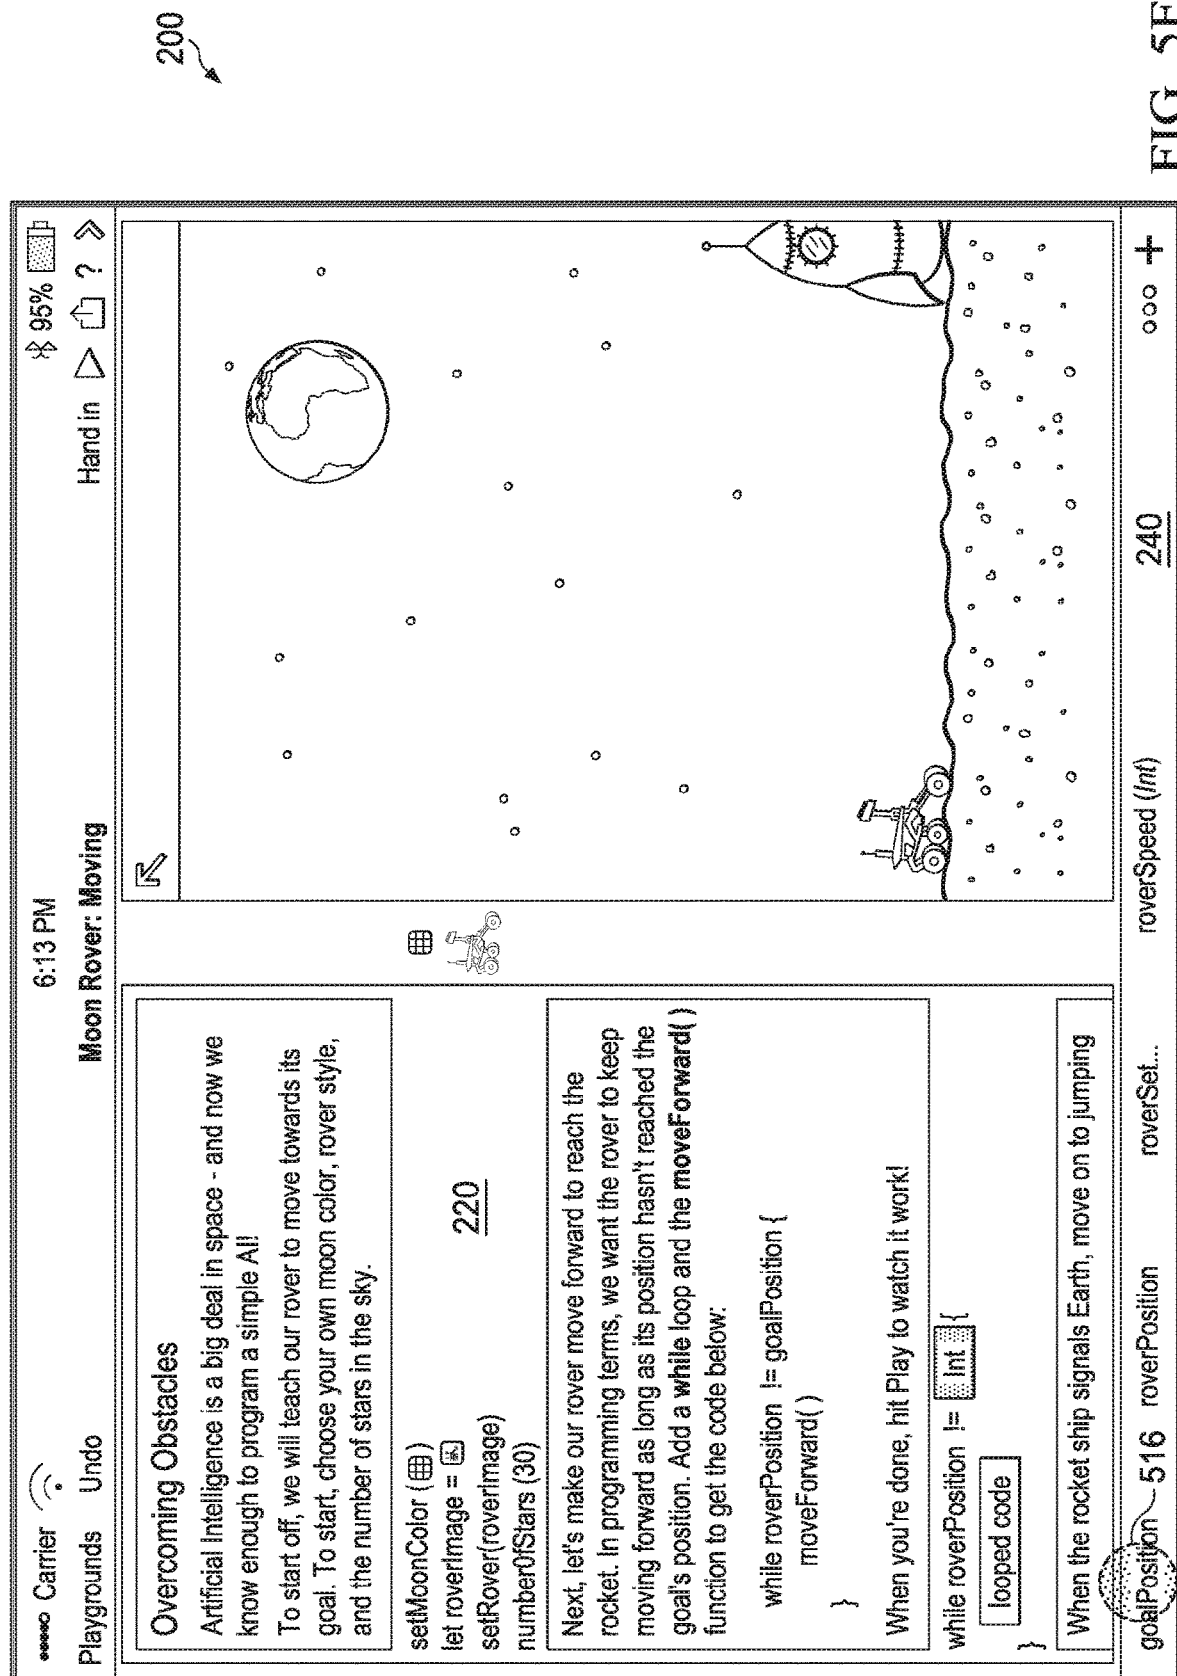 Carrier 6:13 PM 95%
Playgrounds Undo Moon Rover: Moving Hand in ?
Overcoming Obstacles
Artificial Intelligence is a big deal in space - and now we
know enough to program a simple AI!
To start off, we will teach our rover to move towards its
goal. To start, choose your own moon color, rover style,
and the number of stars in the sky.
setMoonColor ( )
let roverImage =
setRover(roverImage)
number0fStars (30)
220
Next, let's make our rover move forward to reach the
rocket. In programming terms, we want the rover to keep
moving forward as long as its position hasn't reached the
goal's position. Add a while loop and the moveForward( )
function to get the code below:
while roverPosition != goalPosition {
moveForward( )
}
When you're done, hit Play to watch it work!
while roverPosition != Int {
looped code
}
When the rocket ship signals Earth, move on to jumping
goalPosition 516 roverPosition roverSet... roverSpeed (Int) 240 ooo +
200